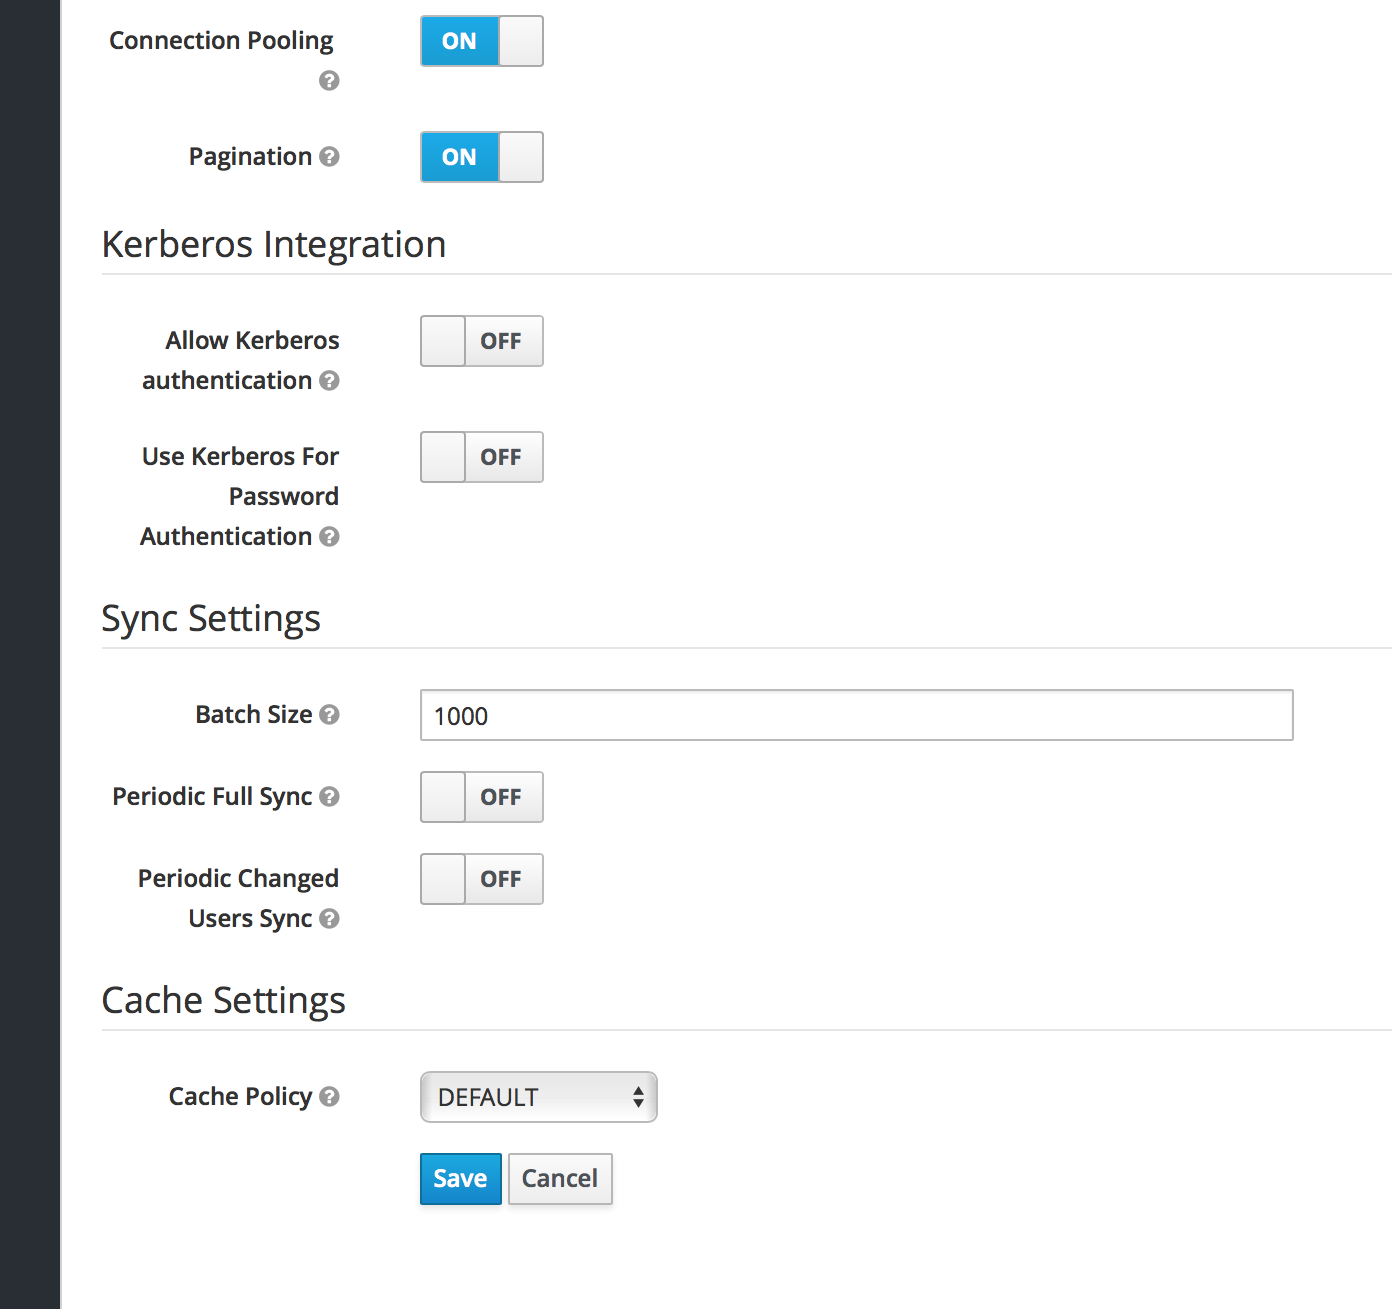 Connection Pooling
ON
Pagination
ON
Kerberos Integration
Allow Kerberos
authentication
OFF
Use Kerberos For
Password
Authentication
OFF
Sync Settings
Batch Size
1000
Periodic Full Sync
OFF
Periodic Changed
Users Sync
OFF
Cache Settings
Cache Policy
DEFAULT
Save Cancel